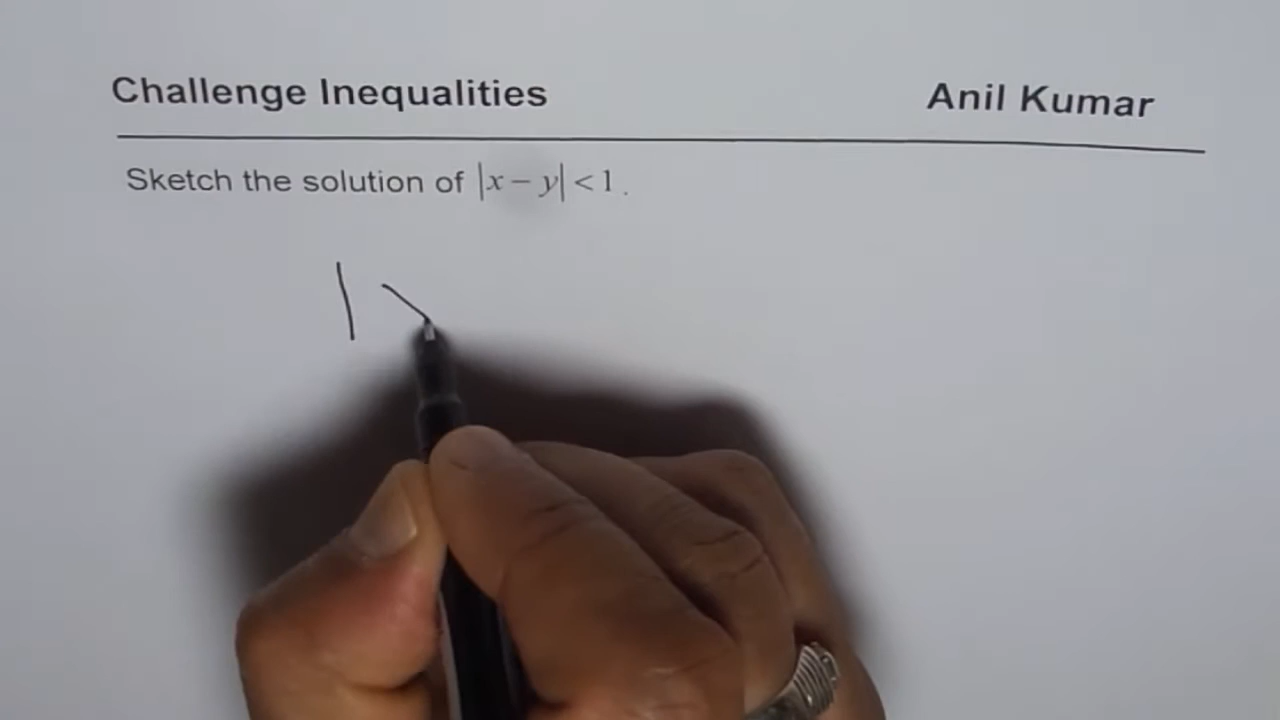 Challenge Inequalities Anil Kumar
Sketch the solution of |x − y| < 1.
|